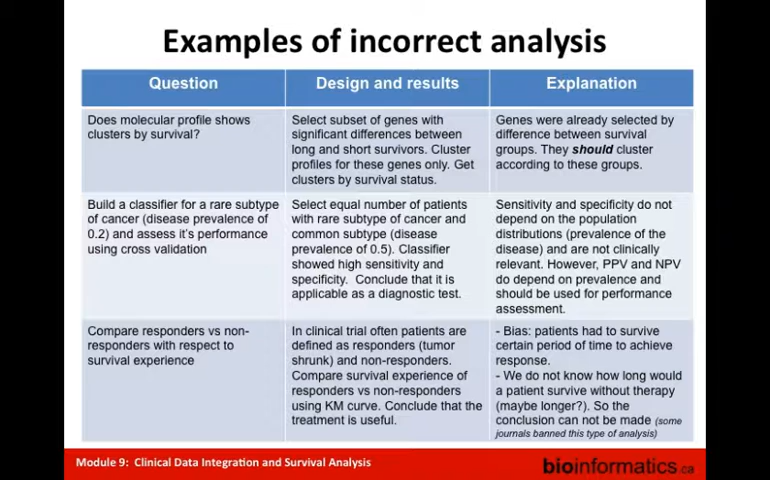 Examples of incorrect analysis
Question
Design and results
Explanation
Does molecular profile shows
clusters by survival?
Select subset of genes with
significant differences between
long and short survivors. Cluster
profiles for these genes only. Get
clusters by survival status.
Genes were already selected by
difference between survival
groups. They should cluster
according to these groups.
Build a classifier for a rare subtype
of cancer (disease prevalence of
0.2) and assess it's performance
using cross validation
Select equal number of patients
with rare subtype of cancer and
common subtype (disease
prevalence of 0.5). Classifier
showed high sensitivity and
specificity. Conclude that it is
applicable as a diagnostic test.
Sensitivity and specificity do not
depend on the population
distributions (prevalence of the
disease) and are not clinically
relevant. However, PPV and NPV
do depend on prevalence and
should be used for performance
assessment.
Compare responders vs non-
responders with respect to
survival experience
In clinical trial often patients are
defined as responders (tumor
shrunk) and non-responders.
Compare survival experience of
responders vs non-responders
using KM curve. Conclude that the
treatment is useful.
- Bias: patients had to survive
certain period of time to achieve
response.
- We do not know how long would
a patient survive without therapy
(maybe longer?). So the
conclusion can not be made (some
journals banned this type of analysis)
Module 9: Clinical Data Integration and Survival Analysis
bioinformatics.ca